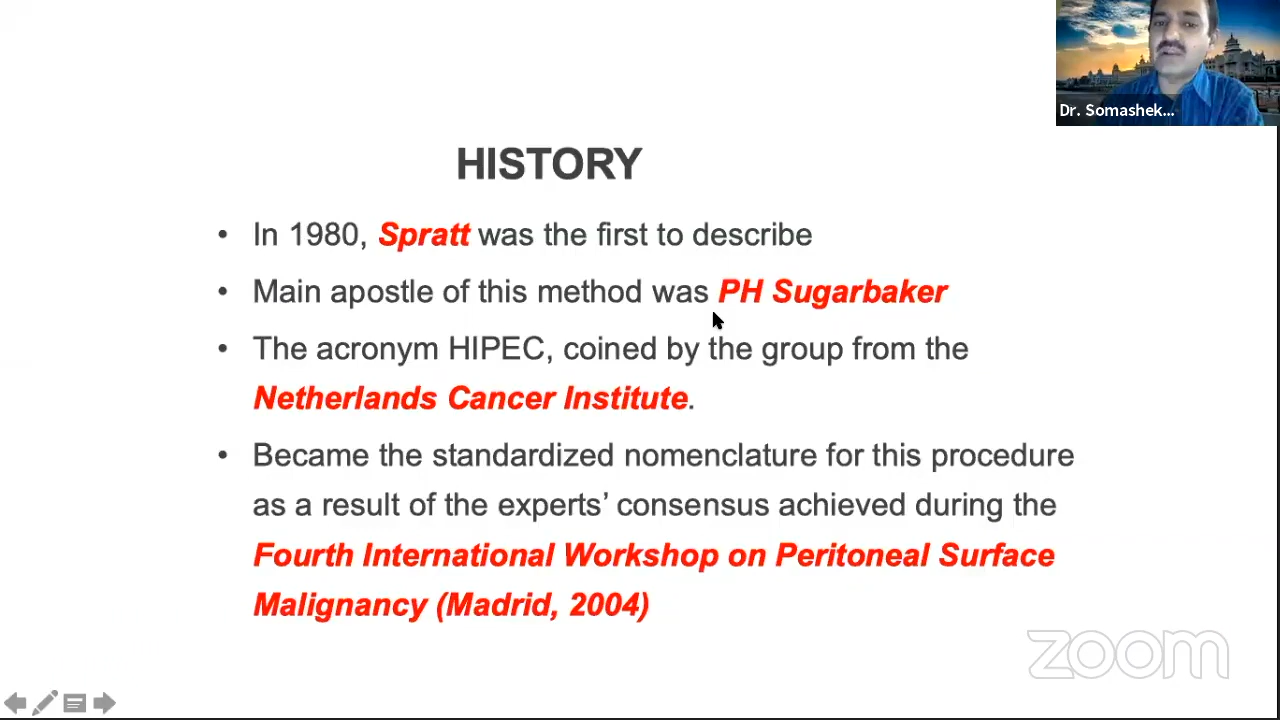 Dr. Somashek...
HISTORY
• In 1980, Spratt was the first to describe
• Main apostle of this method was PH Sugarbaker
• The acronym HIPEC, coined by the group from the
Netherlands Cancer Institute.
• Became the standardized nomenclature for this procedure
as a result of the experts’ consensus achieved during the
Fourth International Workshop on Peritoneal Surface
Malignancy (Madrid, 2004)
zoom